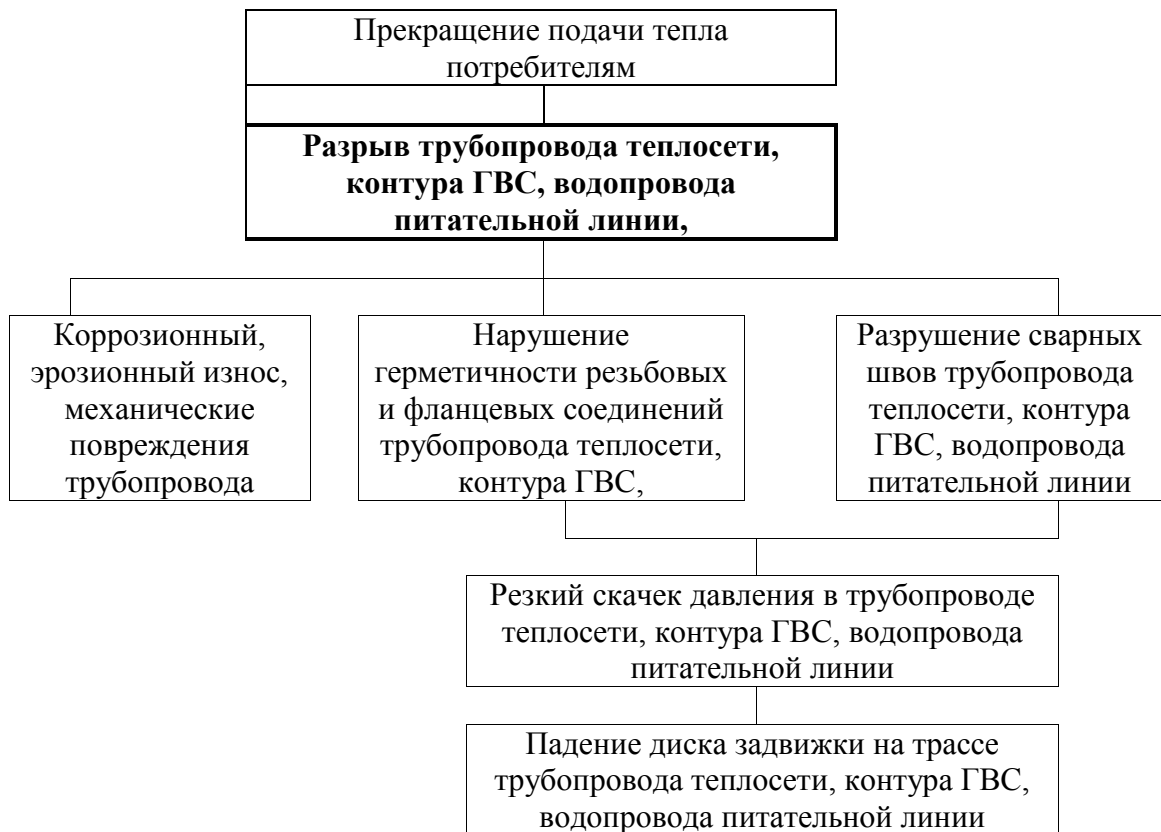 Прекращение подачи тепла
потребителям
Разрыв трубопровода теплосети,
контура ГВС, водопровода
питательной линии,
Коррозионный,
эрозионный износ,
механические
повреждения
трубопровода
Нарушение
герметичности резьбовых
и фланцевых соединений
трубопровода теплосети,
контура ГВС,
Разрушение сварных
швов трубопровода
теплосети, контура
ГВС, водопровода
питательной линии
Резкий скачек давления в трубопроводе
теплосети, контура ГВС, водопровода
питательной линии
Падение диска задвижки на трассе
трубопровода теплосети, контура ГВС,
водопровода питательной линии